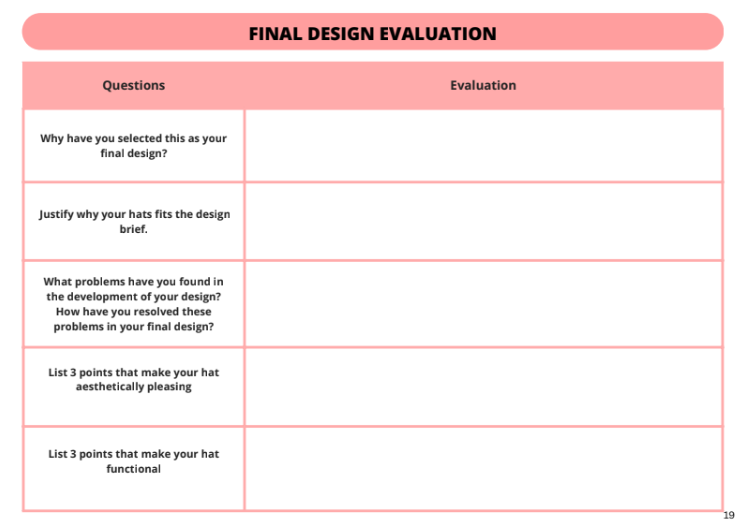 FINAL DESIGN EVALUATION
Questions
Evaluation
Why have you selected this as your
final design?
Justify why your hats fits the design
brief.
What problems have you found in
the development of your design?
How have you resolved these
problems in your final design?
List 3 points that make your hat
aesthetically pleasing
List 3 points that make your hat
functional
19